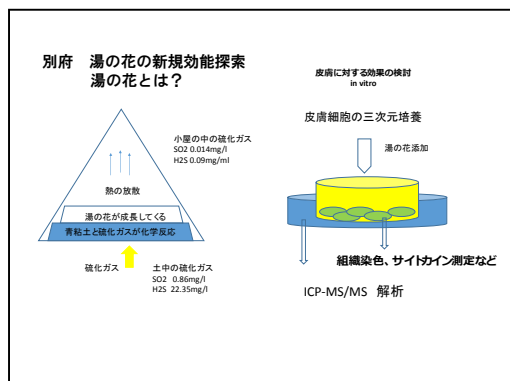 別府　湯の花の新規効能探索
湯の花とは？
小屋の中の硫化ガス
SO2 0.014mg/l
H2S 0.09mg/ml
熱の放散
湯の花が成長してくる
青粘土と硫化ガスが化学反応
硫化ガス
土中の硫化ガス
SO2 0.86mg/l
H2S 22.35mg/l
皮膚に対する効果の検討
in vitro
皮膚細胞の三次元培養
湯の花添加
組織染色、サイトカイン測定など
ICP-MS/MS 解析